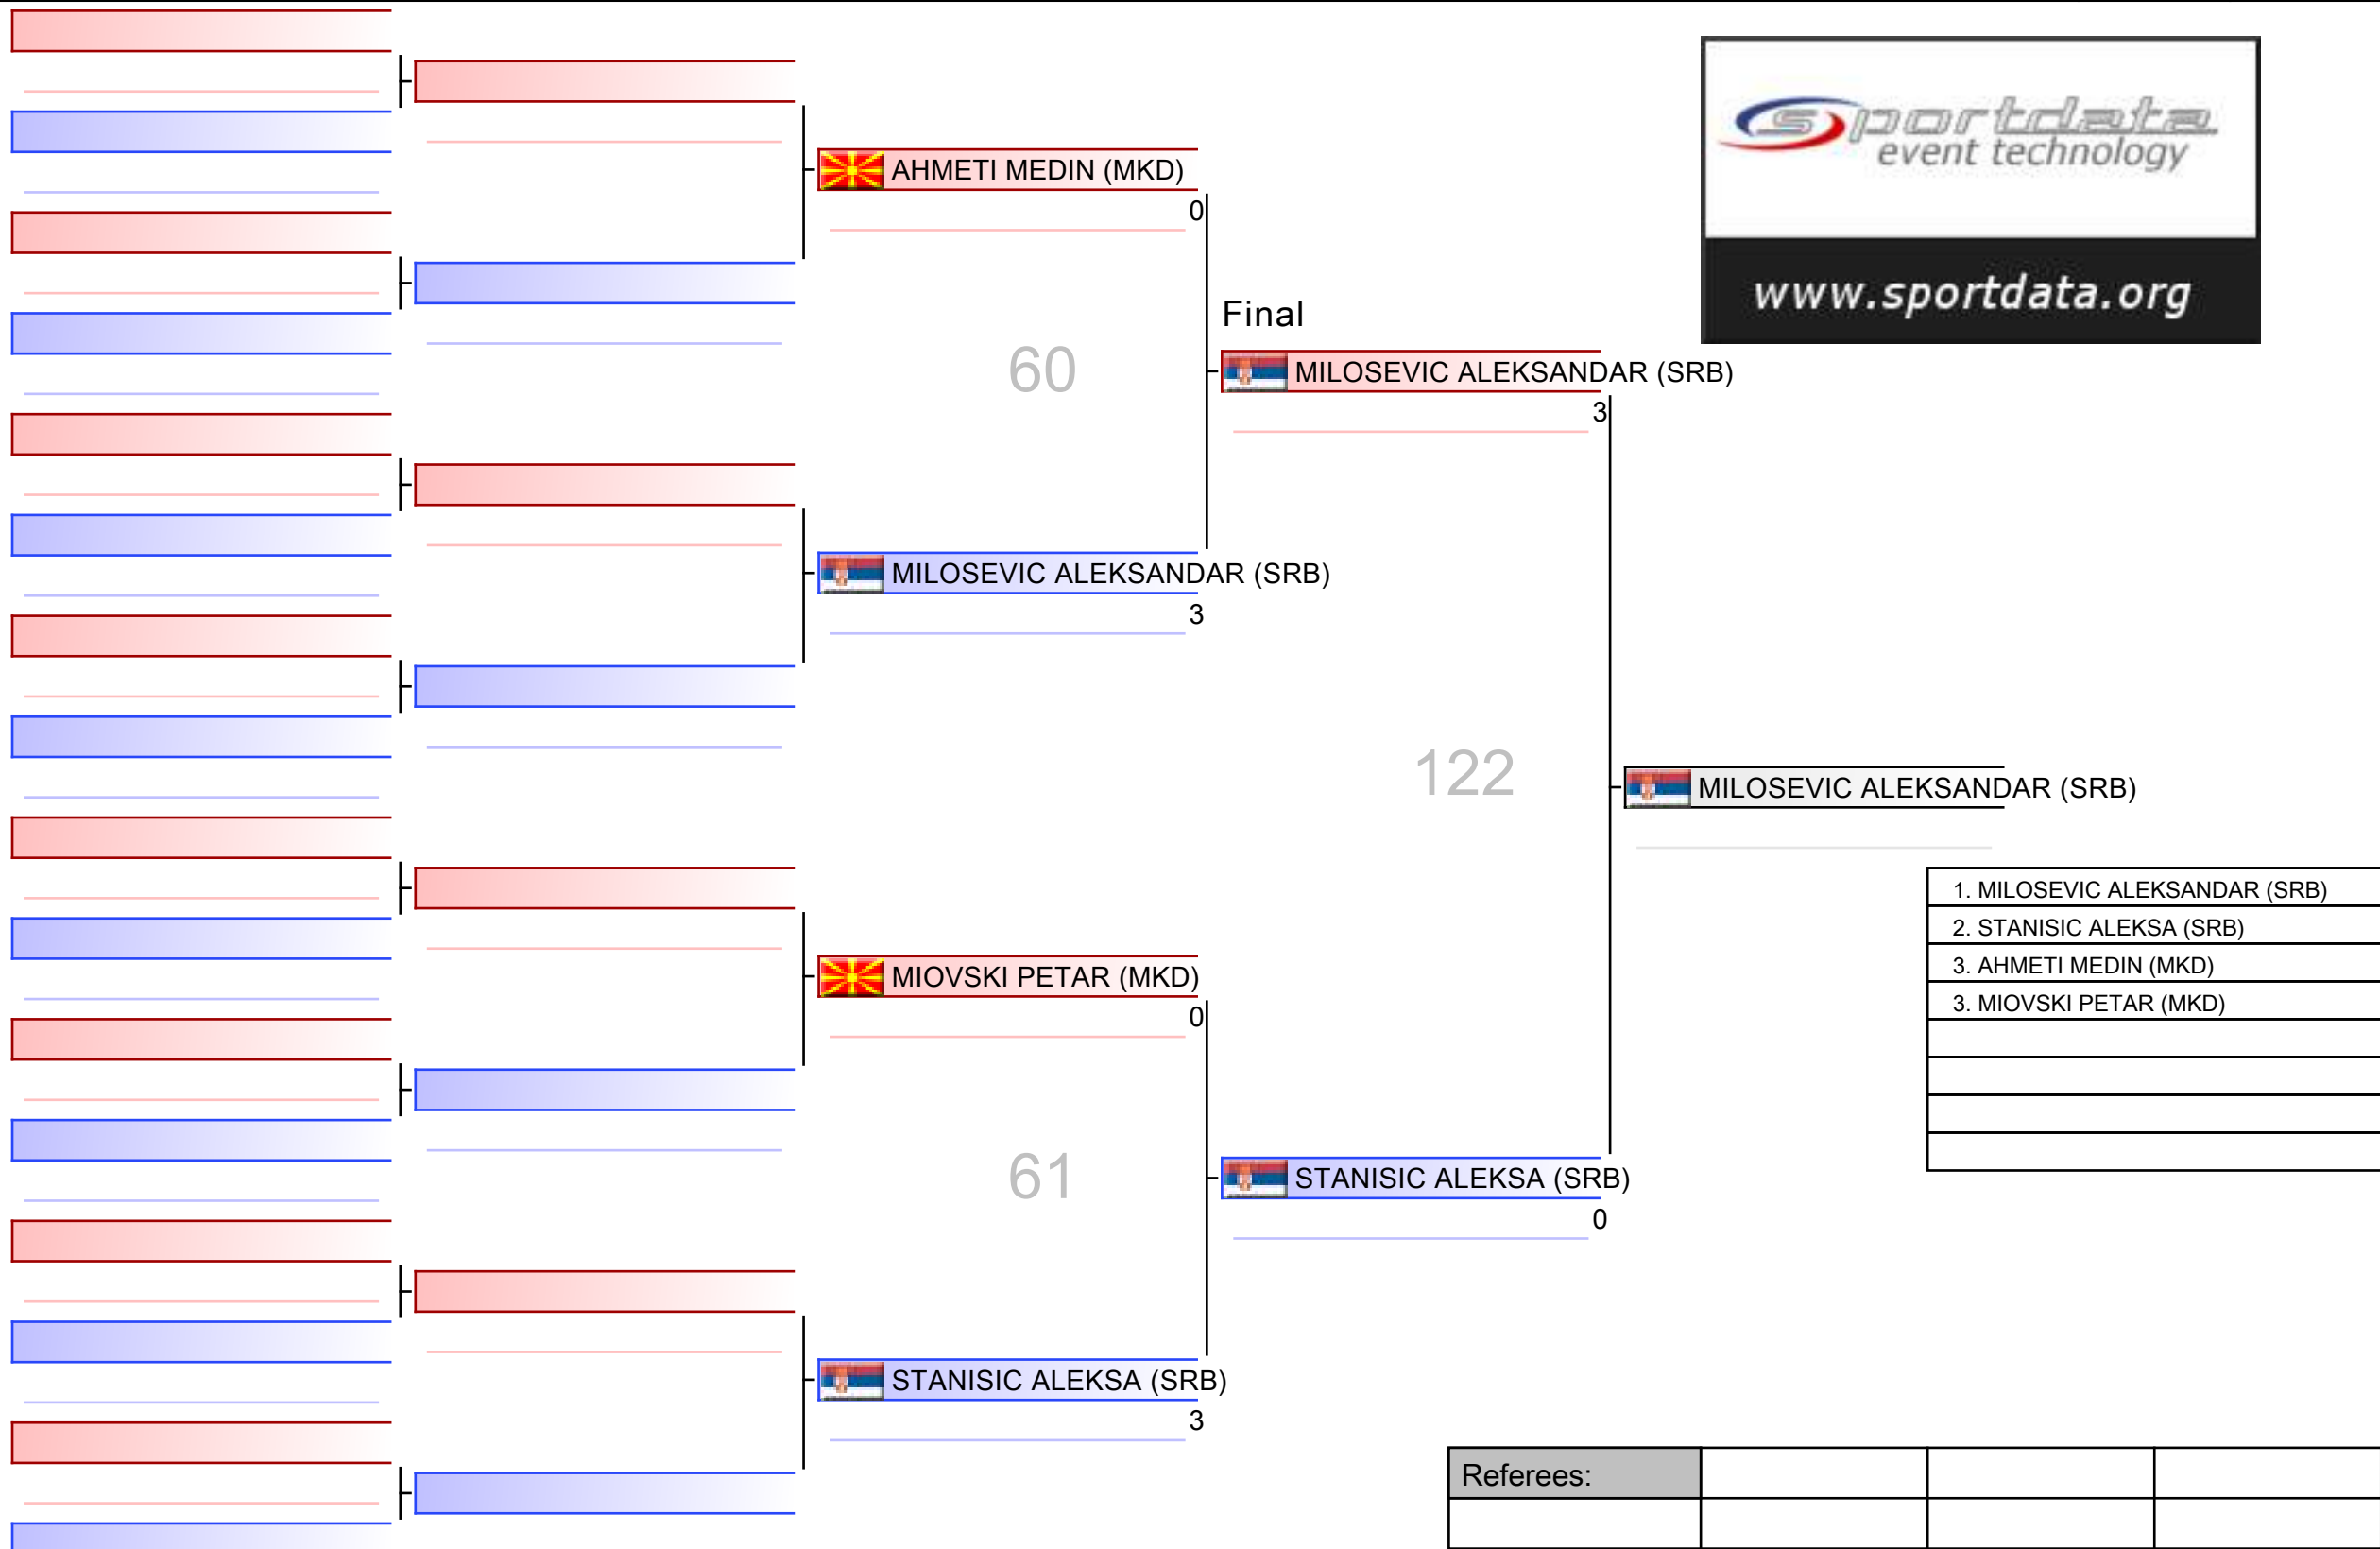 sportdata
event technology
www.sportdata.org
AHMETI MEDIN (MKD)
0
60
Final
MILOSEVIC ALEKSANDAR (SRB)
3
MILOSEVIC ALEKSANDAR (SRB)
3
122
MILOSEVIC ALEKSANDAR (SRB)
1. MILOSEVIC ALEKSANDAR (SRB)
2. STANISIC ALEKSA (SRB)
3. AHMETI MEDIN (MKD)
3. MIOVSKI PETAR (MKD)
MIOVSKI PETAR (MKD)
0
61
STANISIC ALEKSA (SRB)
0
STANISIC ALEKSA (SRB)
3
Referees: